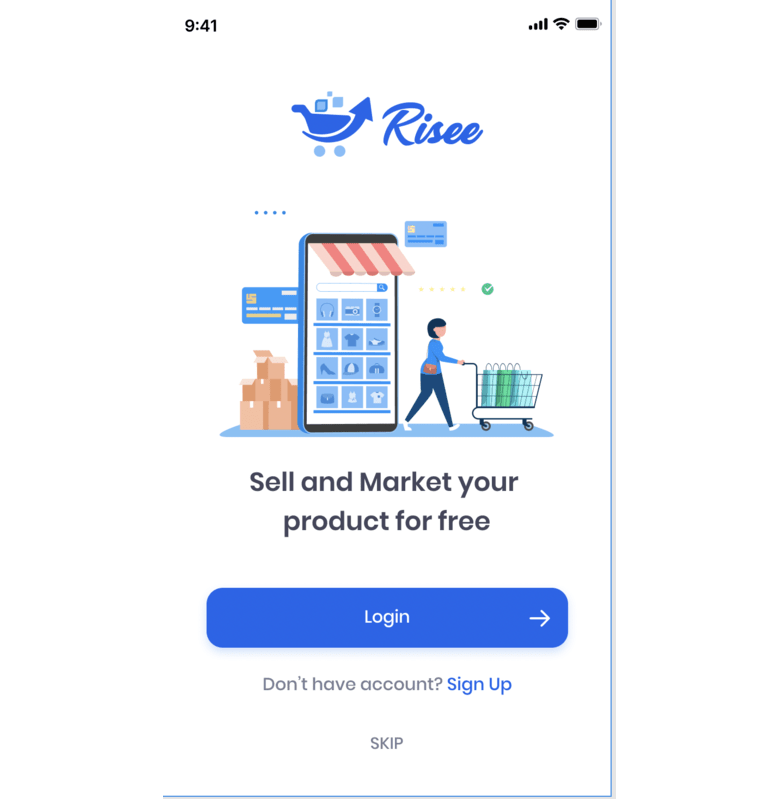 9:41
Risee
Sell and Market your
product for free
Login
Don't have account? Sign Up
SKIP